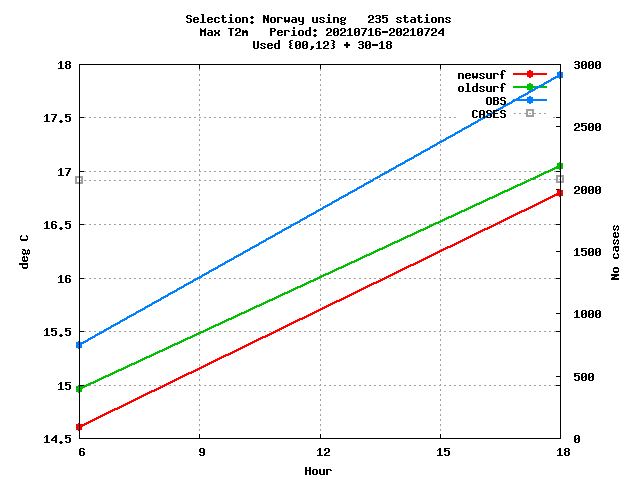 Selection: Norway using   235 stations
Max T2m   Period: 20210716-20210724
Used {00,12} + 30-18
18
17.5
17
16.5
16
15.5
15
14.5
deg C
newsurf
oldsurf
OBS
CASES
3000
2500
2000
1500
1000
500
0
No cases
6
9
12
15
18
Hour